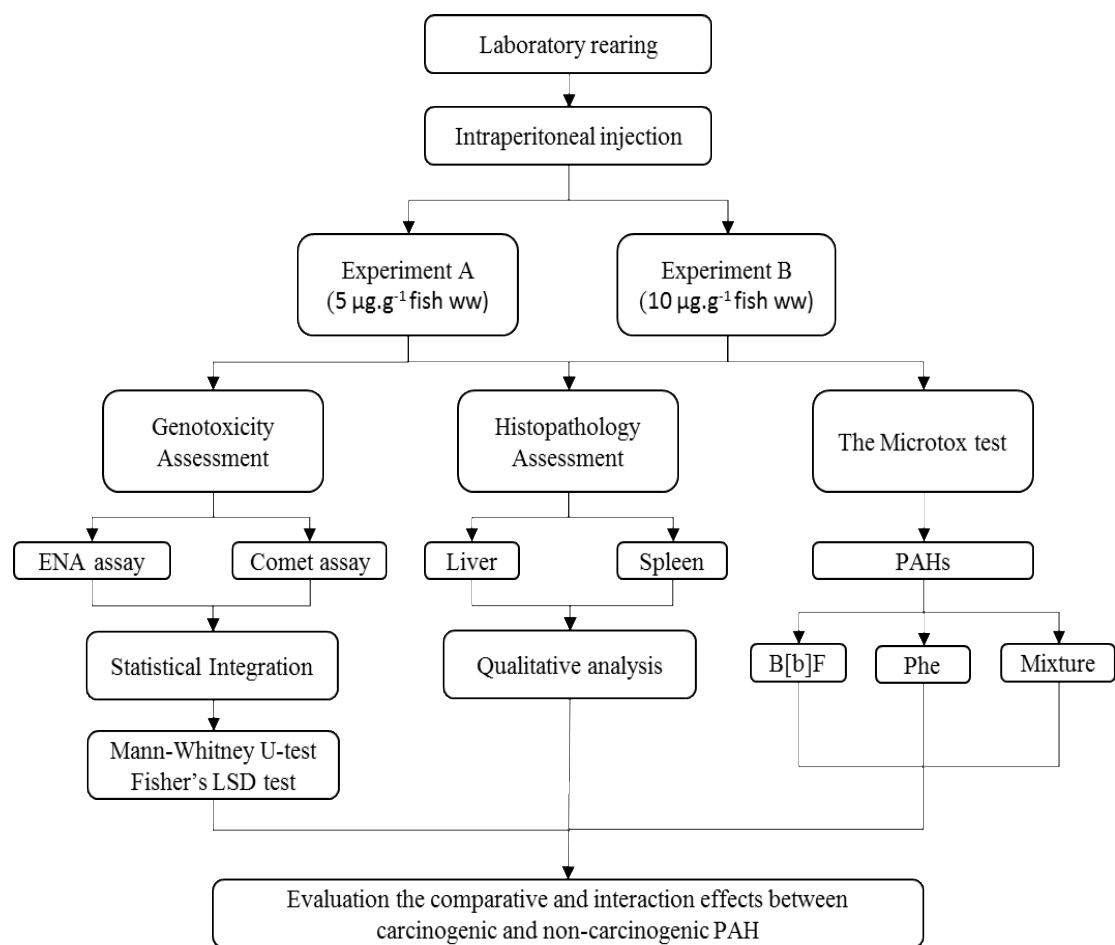 Laboratory rearing
Intraperitoneal injection
Experiment A
(5 µg.g⁻¹ fish ww)
Experiment B
(10 µg.g⁻¹ fish ww)
Genotoxicity
Assessment
Histopathology
Assessment
The Microtox test
ENA assay
Comet assay
Liver
Spleen
PAHs
Statistical Integration
Qualitative analysis
B[b]F
Phe
Mixture
Mann-Whitney U-test
Fisher’s LSD test
Evaluation the comparative and interaction effects between
carcinogenic and non-carcinogenic PAH